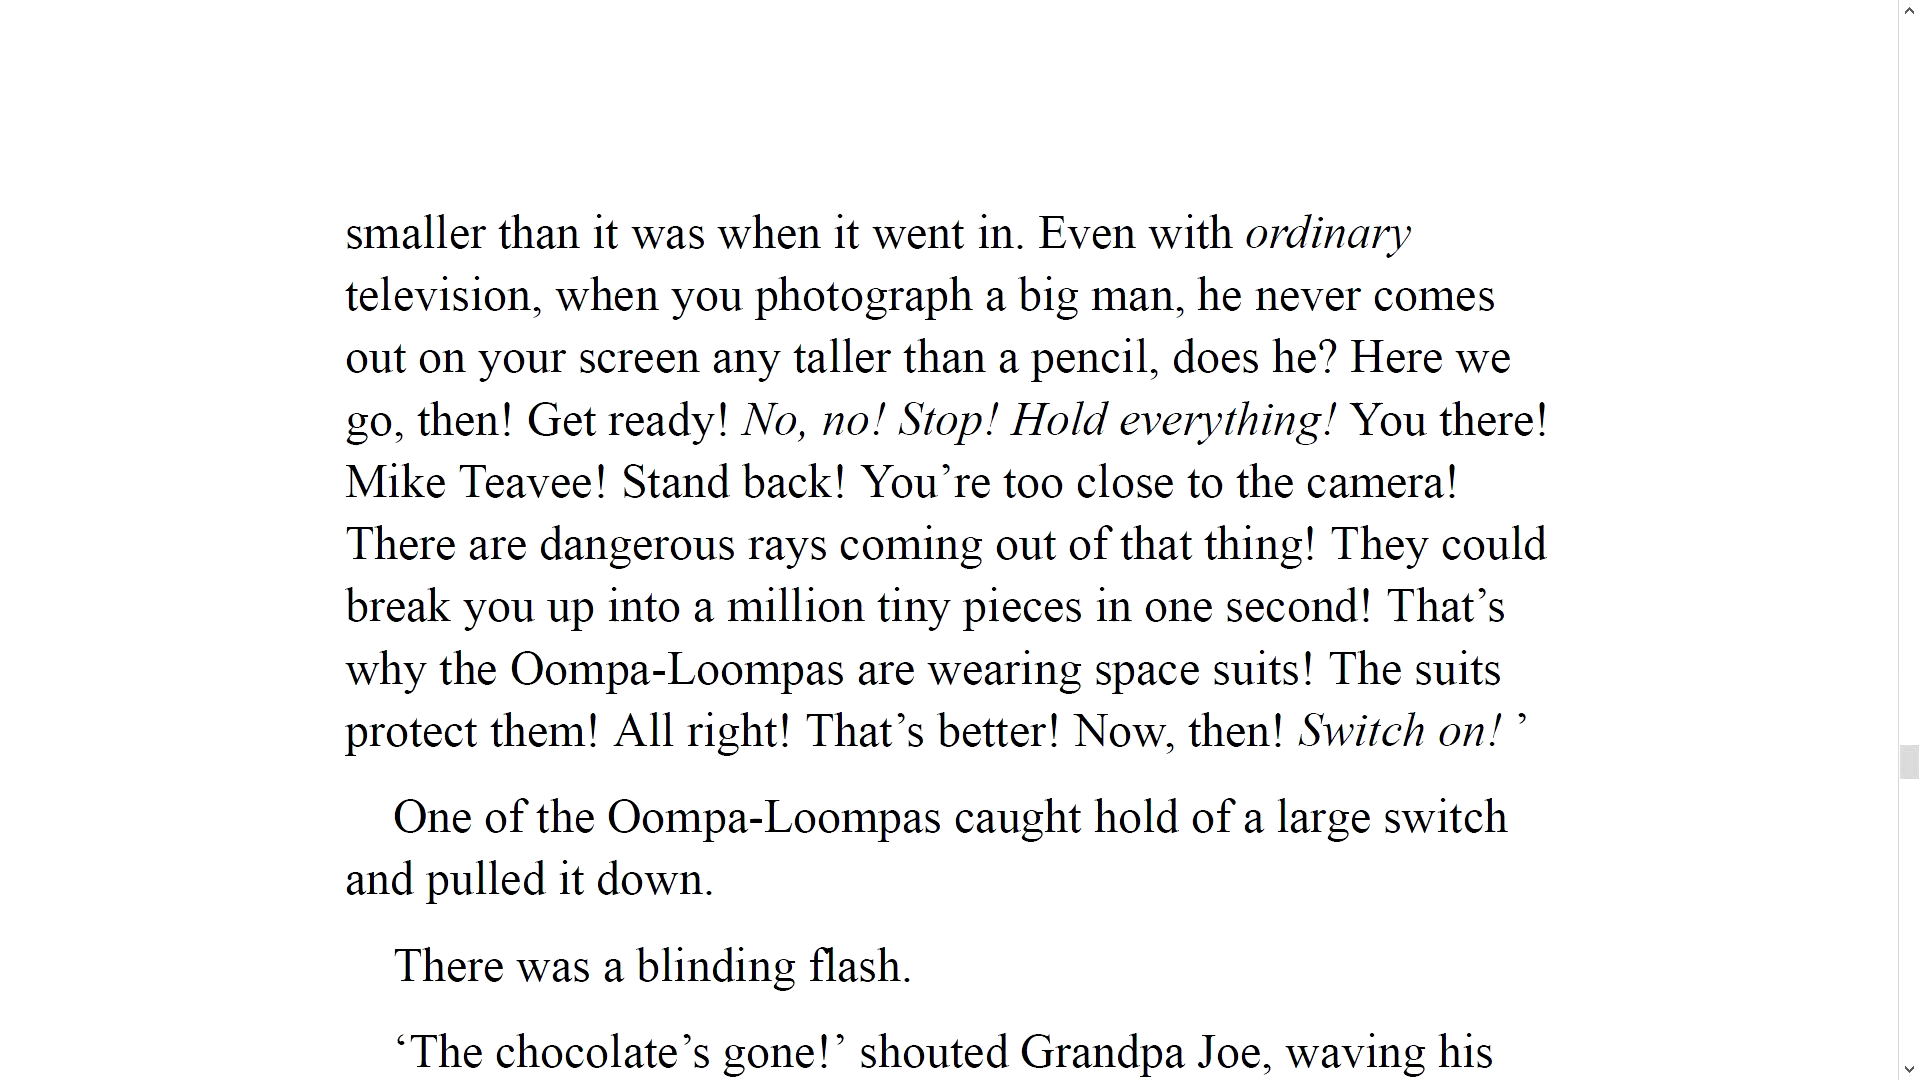 smaller than it was when it went in. Even with ordinary
television, when you photograph a big man, he never comes
out on your screen any taller than a pencil, does he? Here we
go, then! Get ready! No, no! Stop! Hold everything! You there!
Mike Teavee! Stand back! You’re too close to the camera!
There are dangerous rays coming out of that thing! They could
break you up into a million tiny pieces in one second! That’s
why the Oompa-Loompas are wearing space suits! The suits
protect them! All right! That’s better! Now, then! Switch on! ’
One of the Oompa-Loompas caught hold of a large switch
and pulled it down.
There was a blinding flash.
‘The chocolate’s gone!’ shouted Grandpa Joe, waving his